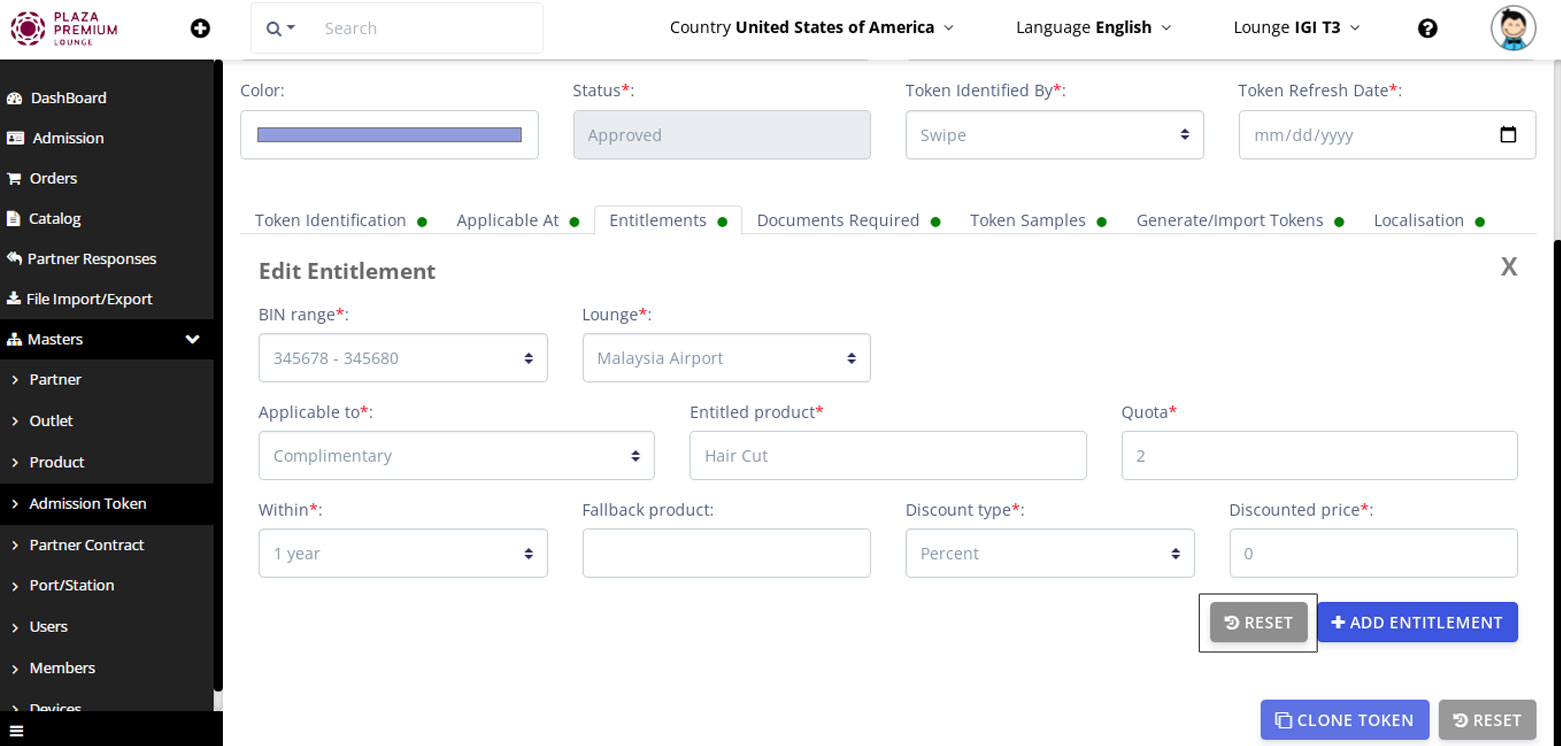 PLAZA
PREMIUM
LOUNGE
Search
Country United States of America
Language English
Lounge IGI T3
?
DashBoard
Admission
Orders
Catalog
Partner Responses
File Import/Export
Masters
Partner
Outlet
Product
Admission Token
Partner Contract
Port/Station
Users
Members
Devices
Color:
Status*:
Token Identified By*:
Token Refresh Date*:
Approved
Swipe
mm/dd/yyyy
Token Identification
Applicable At
Entitlements
Documents Required
Token Samples
Generate/Import Tokens
Localisation
Edit Entitlement
X
BIN range*:
Lounge*:
345678 - 345680
Malaysia Airport
Applicable to*:
Entitled product*
Quota*
Complimentary
Hair Cut
2
Within*:
Fallback product:
Discount type*:
Discounted price*:
1 year
Percent
0
RESET
ADD ENTITLEMENT
CLONE TOKEN
RESET